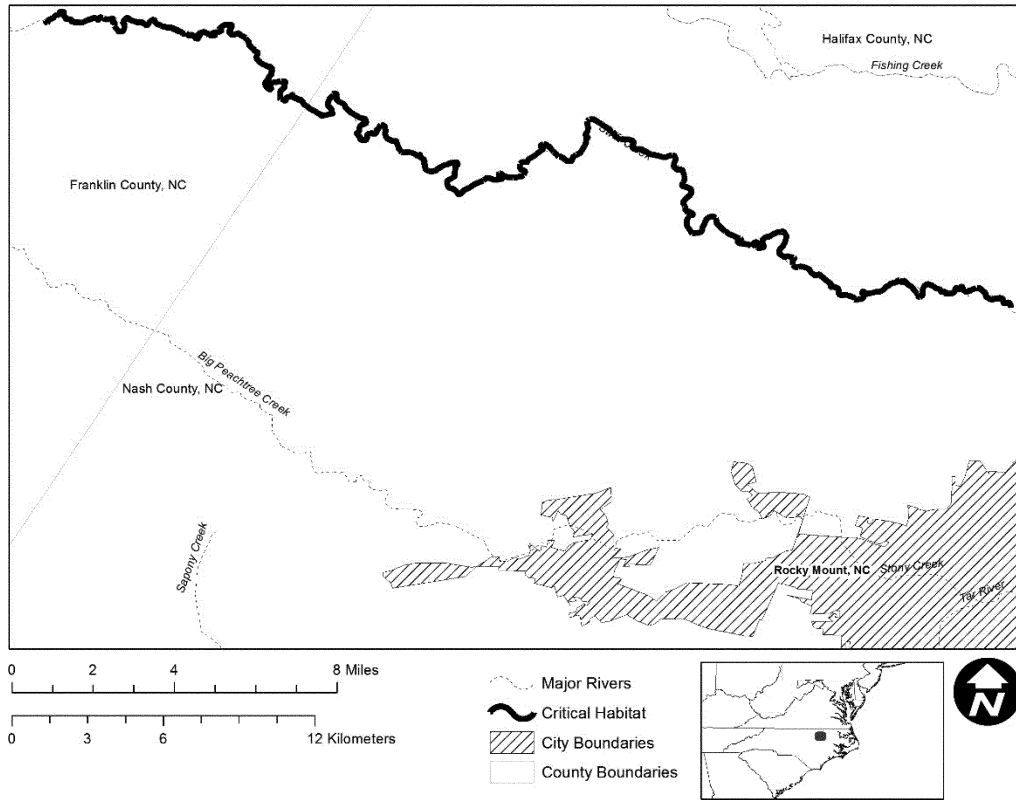 Halifax County, NC
Fishing Creek
Franklin County, NC
Big Peachtree Creek
Nash County, NC
Sapony Creek
Rocky Mount, NC
Stony Creek
Tar River
0 2 4 8 Miles
0 3 6 12 Kilometers
Major Rivers
Critical Habitat
City Boundaries
County Boundaries
N